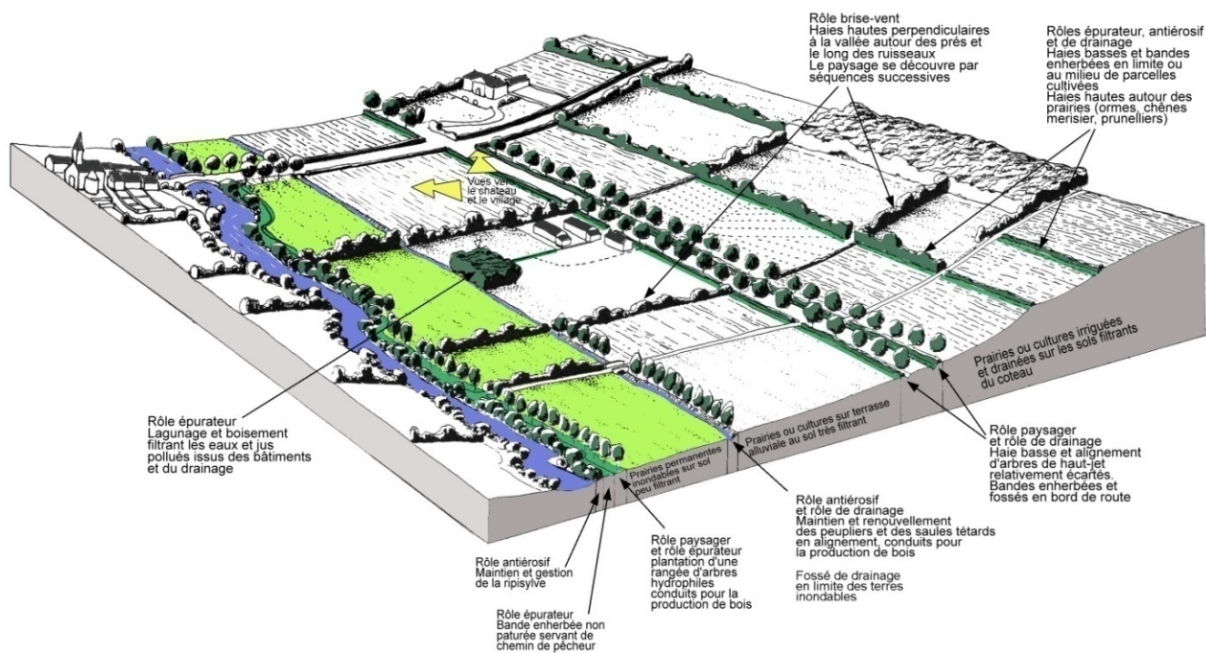 Rôle brise-vent
Haies hautes perpendiculaires
à la vallée autour des prés et
le long des ruisseaux
Le paysage se découvre par
séquences successives
Rôles épurateur, antiérosif
et de drainage
Haies basses et bandes
enherbées en limite ou
au milieu de parcelles
cultivées
Haies hautes autour des
prairies (ormes, chênes
merisier, prunelliers)
Vues vers
le chateau
et le village
Rôle épurateur
Lagunage et boisement
filtrant les eaux et jus
pollués issus des bâtiments
et du drainage
Prairies permanentes
inondables sur sol
peu filtrant
Prairies ou cultures sur terrasse
alluviale au sol très filtrant
Prairies ou cultures irriguées
et drainées sur les sols filtrants
du coteau
Rôle antiérosif
Maintien et gestion
de la ripisylve
Rôle épurateur
Bande enherbée non
paturée servant de
chemin de pêcheur
Rôle paysager
et rôle épurateur
plantation d'une
rangée d'arbres
hydrophiles
conduits pour la
production de bois
Rôle antiérosif
et rôle de drainage
Maintien et renouvellement
des peupliers et des saules tétards
en alignement, conduits pour
la production de bois
Fossé de drainage
en limite des terres
inondables
Rôle paysager
et rôle de drainage
Haie basse et alignement
d'arbres de haut-jet
relativement écartés.
Bandes enherbées et
fossés en bord de route